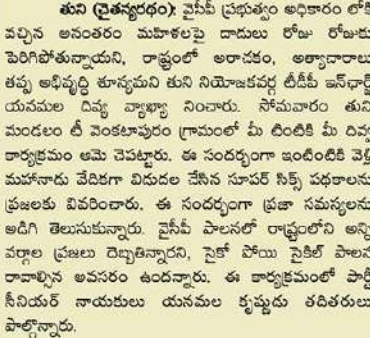 తుని (చైతన్యరథం): వైసీపీ ప్రభుత్వం అధికారం లోకి
వచ్చిన అనంతరం మహిళలపై దాడులు రోజు రోజుకు
పెరిగిపోతున్నాయని, రాష్ట్రంలో అరాచకం, అత్యాచారాలు
తప్ప అభివృద్ధి శూన్యమని తుని నియోజకవర్గ టీడీపీ ఇన్‌ఛార్జ్
యనమల దివ్య వ్యాఖ్యా నించారు. సోమవారం తుని
మండలం టీ వెంకటాపురం గ్రామంలో మీ టింటికి మీ దివ్య
కార్యక్రమం ఆమె చెపట్టారు. ఈ సందర్భంగా ఇంటింటికి వెళ్లి
మహానాడు వేదికగా విడుదల చేసిన సూపర్ సిక్స్ పథకాలను
ప్రజలకు వివరించారు. ఈ సందర్భంగా ప్రజా సమస్యలను
అడిగి తెలుసుకున్నారు. వైసీపీ పాలనలో రాష్ట్రంలోని అన్ని
వర్గాల ప్రజలు దెబ్బతిన్నారని, సైకో పోయి సైకిల్ పాలన
రావాల్సిన అవసరం ఉందన్నారు. ఈ కార్యక్రమంలో పార్టీ
సీనియర్ నాయకులు యనమల కృష్ణుడు తదితరులు
పాల్గొన్నారు.